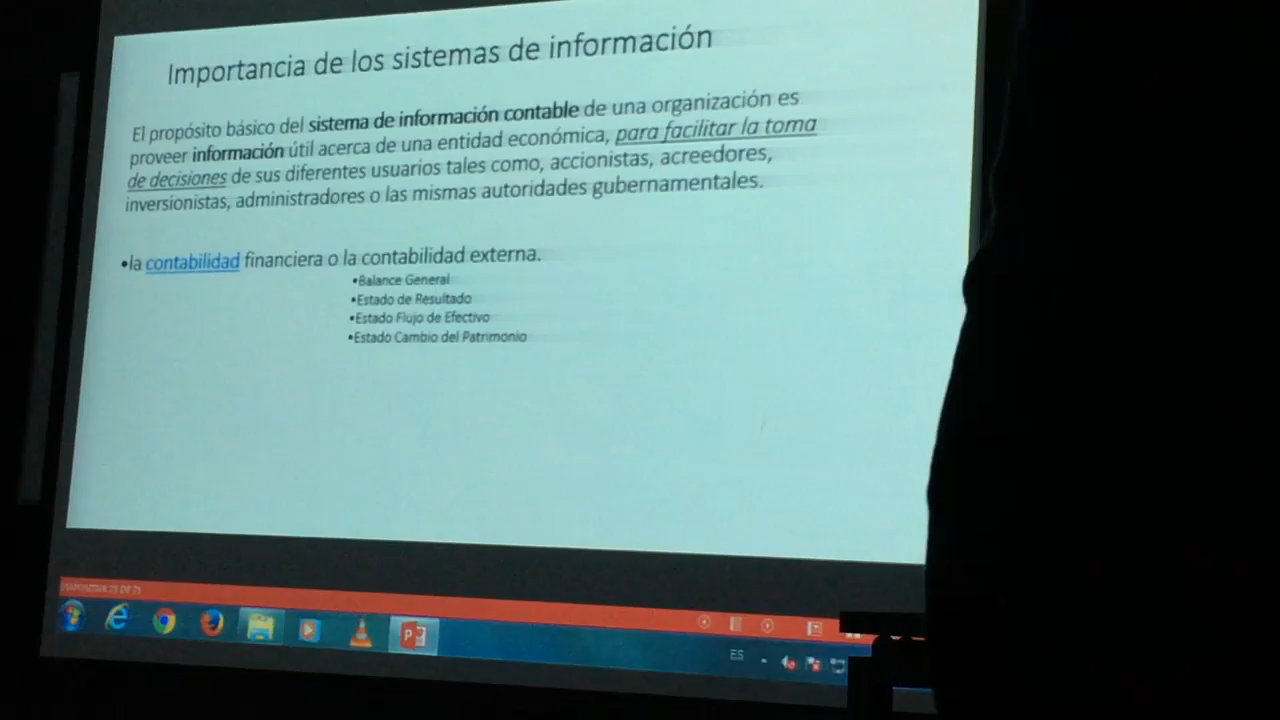 Importancia de los sistemas de información
El propósito básico del sistema de información contable de una organización es
proveer información útil acerca de una entidad económica, para facilitar la toma
de decisiones de sus diferentes usuarios tales como, accionistas, acreedores,
inversionistas, administradores o las mismas autoridades gubernamentales.
•la contabilidad financiera o la contabilidad externa.
•Balance General
•Estado de Resultado
•Estado Flujo de Efectivo
•Estado Cambio del Patrimonio
ES